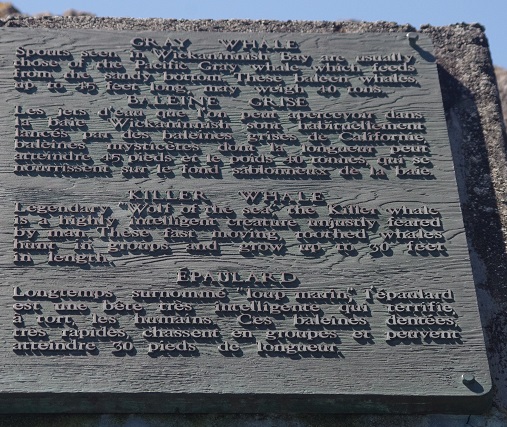 GRAY WHALE
Spouts seen in Wickaninnish Bay are usually
those of the Pacific Gray whale, which feeds
from the sandy bottom. These baleen whales
up to 45 feet long may weigh 40 tons.
BALEINE GRISE
Les jets d'eau que l'on peut apercevoir dans
la baie Wickaninnish sont habituellement
lancés par des baleines grises de Californie,
baleines mysticères dont la longueur peut
atteindre 45 pieds et le poids 40 tonnes, qui se
nourrissent sur le fond sablonneux de la baie.
KILLER WHALE
Legendary "Wolf of the sea", the Killer whale
is a highly intelligent creature unjustly feared
by man. These fast moving toothed whales
hunt in groups and grow up to 30 feet
in length.
ÉPAULARD
Longtemps surnommé "loup marin", l'épaulard
est une bête très intelligente qui terrifie,
à tort, les humains. Ces baleines dentées,
très rapides, chassent en groupes et peuvent
atteindre 30 pieds de longueur.